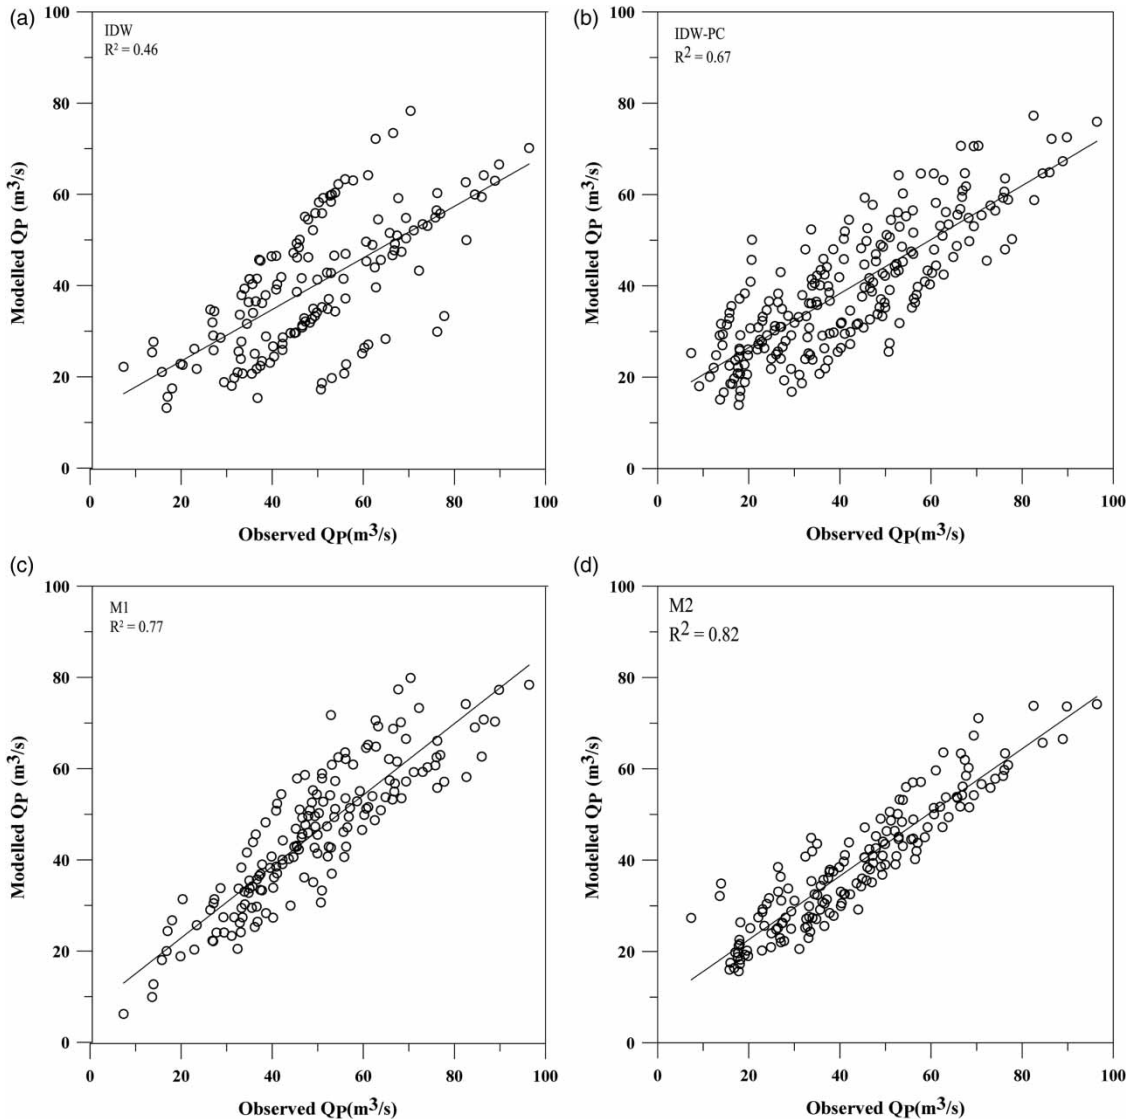 (a)
IDW
R² = 0.46
100
80
60
40
20
0
Modelled QP (m³/s)
0 20 40 60 80 100
Observed QP(m³/s)
(b)
IDW-PC
R² = 0.67
100
80
60
40
20
0
Modelled QP (m³/s)
0 20 40 60 80 100
Observed QP(m³/s)
(c)
M1
R² = 0.77
100
80
60
40
20
0
Modelled QP (m³/s)
0 20 40 60 80 100
Observed QP(m³/s)
(d)
M2
R² = 0.82
100
80
60
40
20
0
Modelled QP (m³/s)
0 20 40 60 80 100
Observed QP(m³/s)